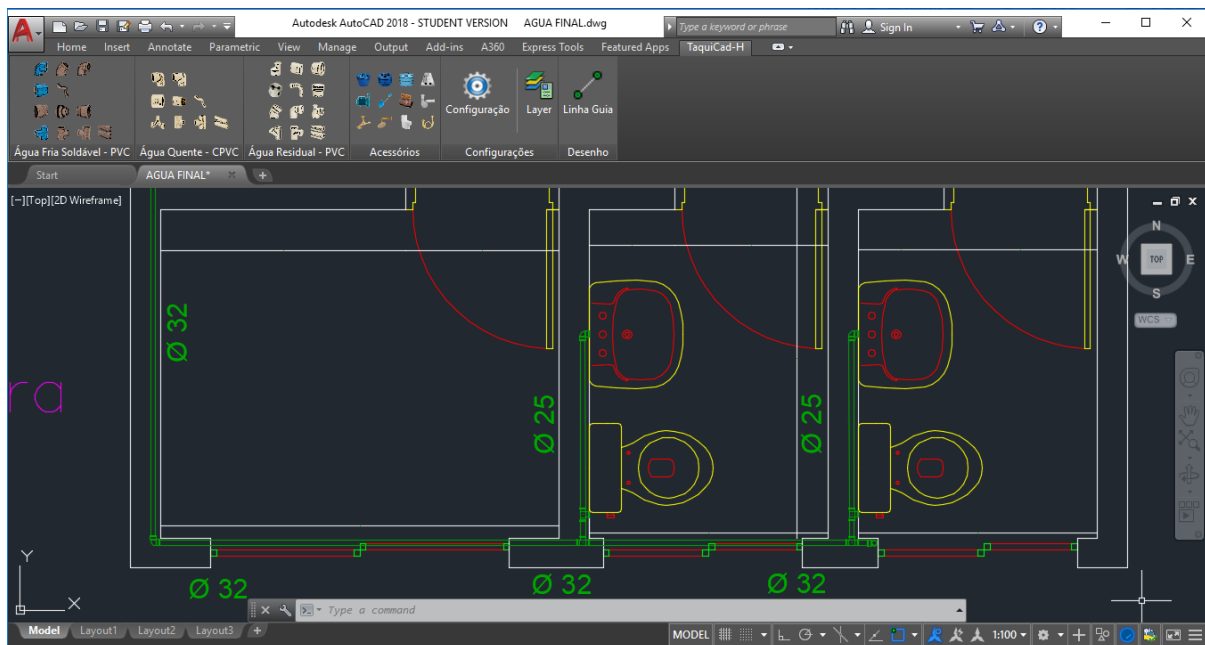 Autodesk AutoCAD 2018 - STUDENT VERSION AGUA FINAL.dwg
Type a keyword or phrase
Sign In
Home Insert Annotate Parametric View Manage Output Add-ins A360 Express Tools Featured Apps TaquiCad-H
Configuração Layer Linha Guia
Água Fria Soldável - PVC Água Quente - CPVC Água Residual - PVC Acessórios Configurações Desenho
Start AGUA FINAL*
[−][Top][2D Wireframe]
N
W TOP E
S
WCS
Ø 32
ra
Ø 25
Ø 25
Y
X
Ø 32
Ø 32
Ø 32
Type a command
Model Layout1 Layout2 Layout3 +
MODEL 1:100